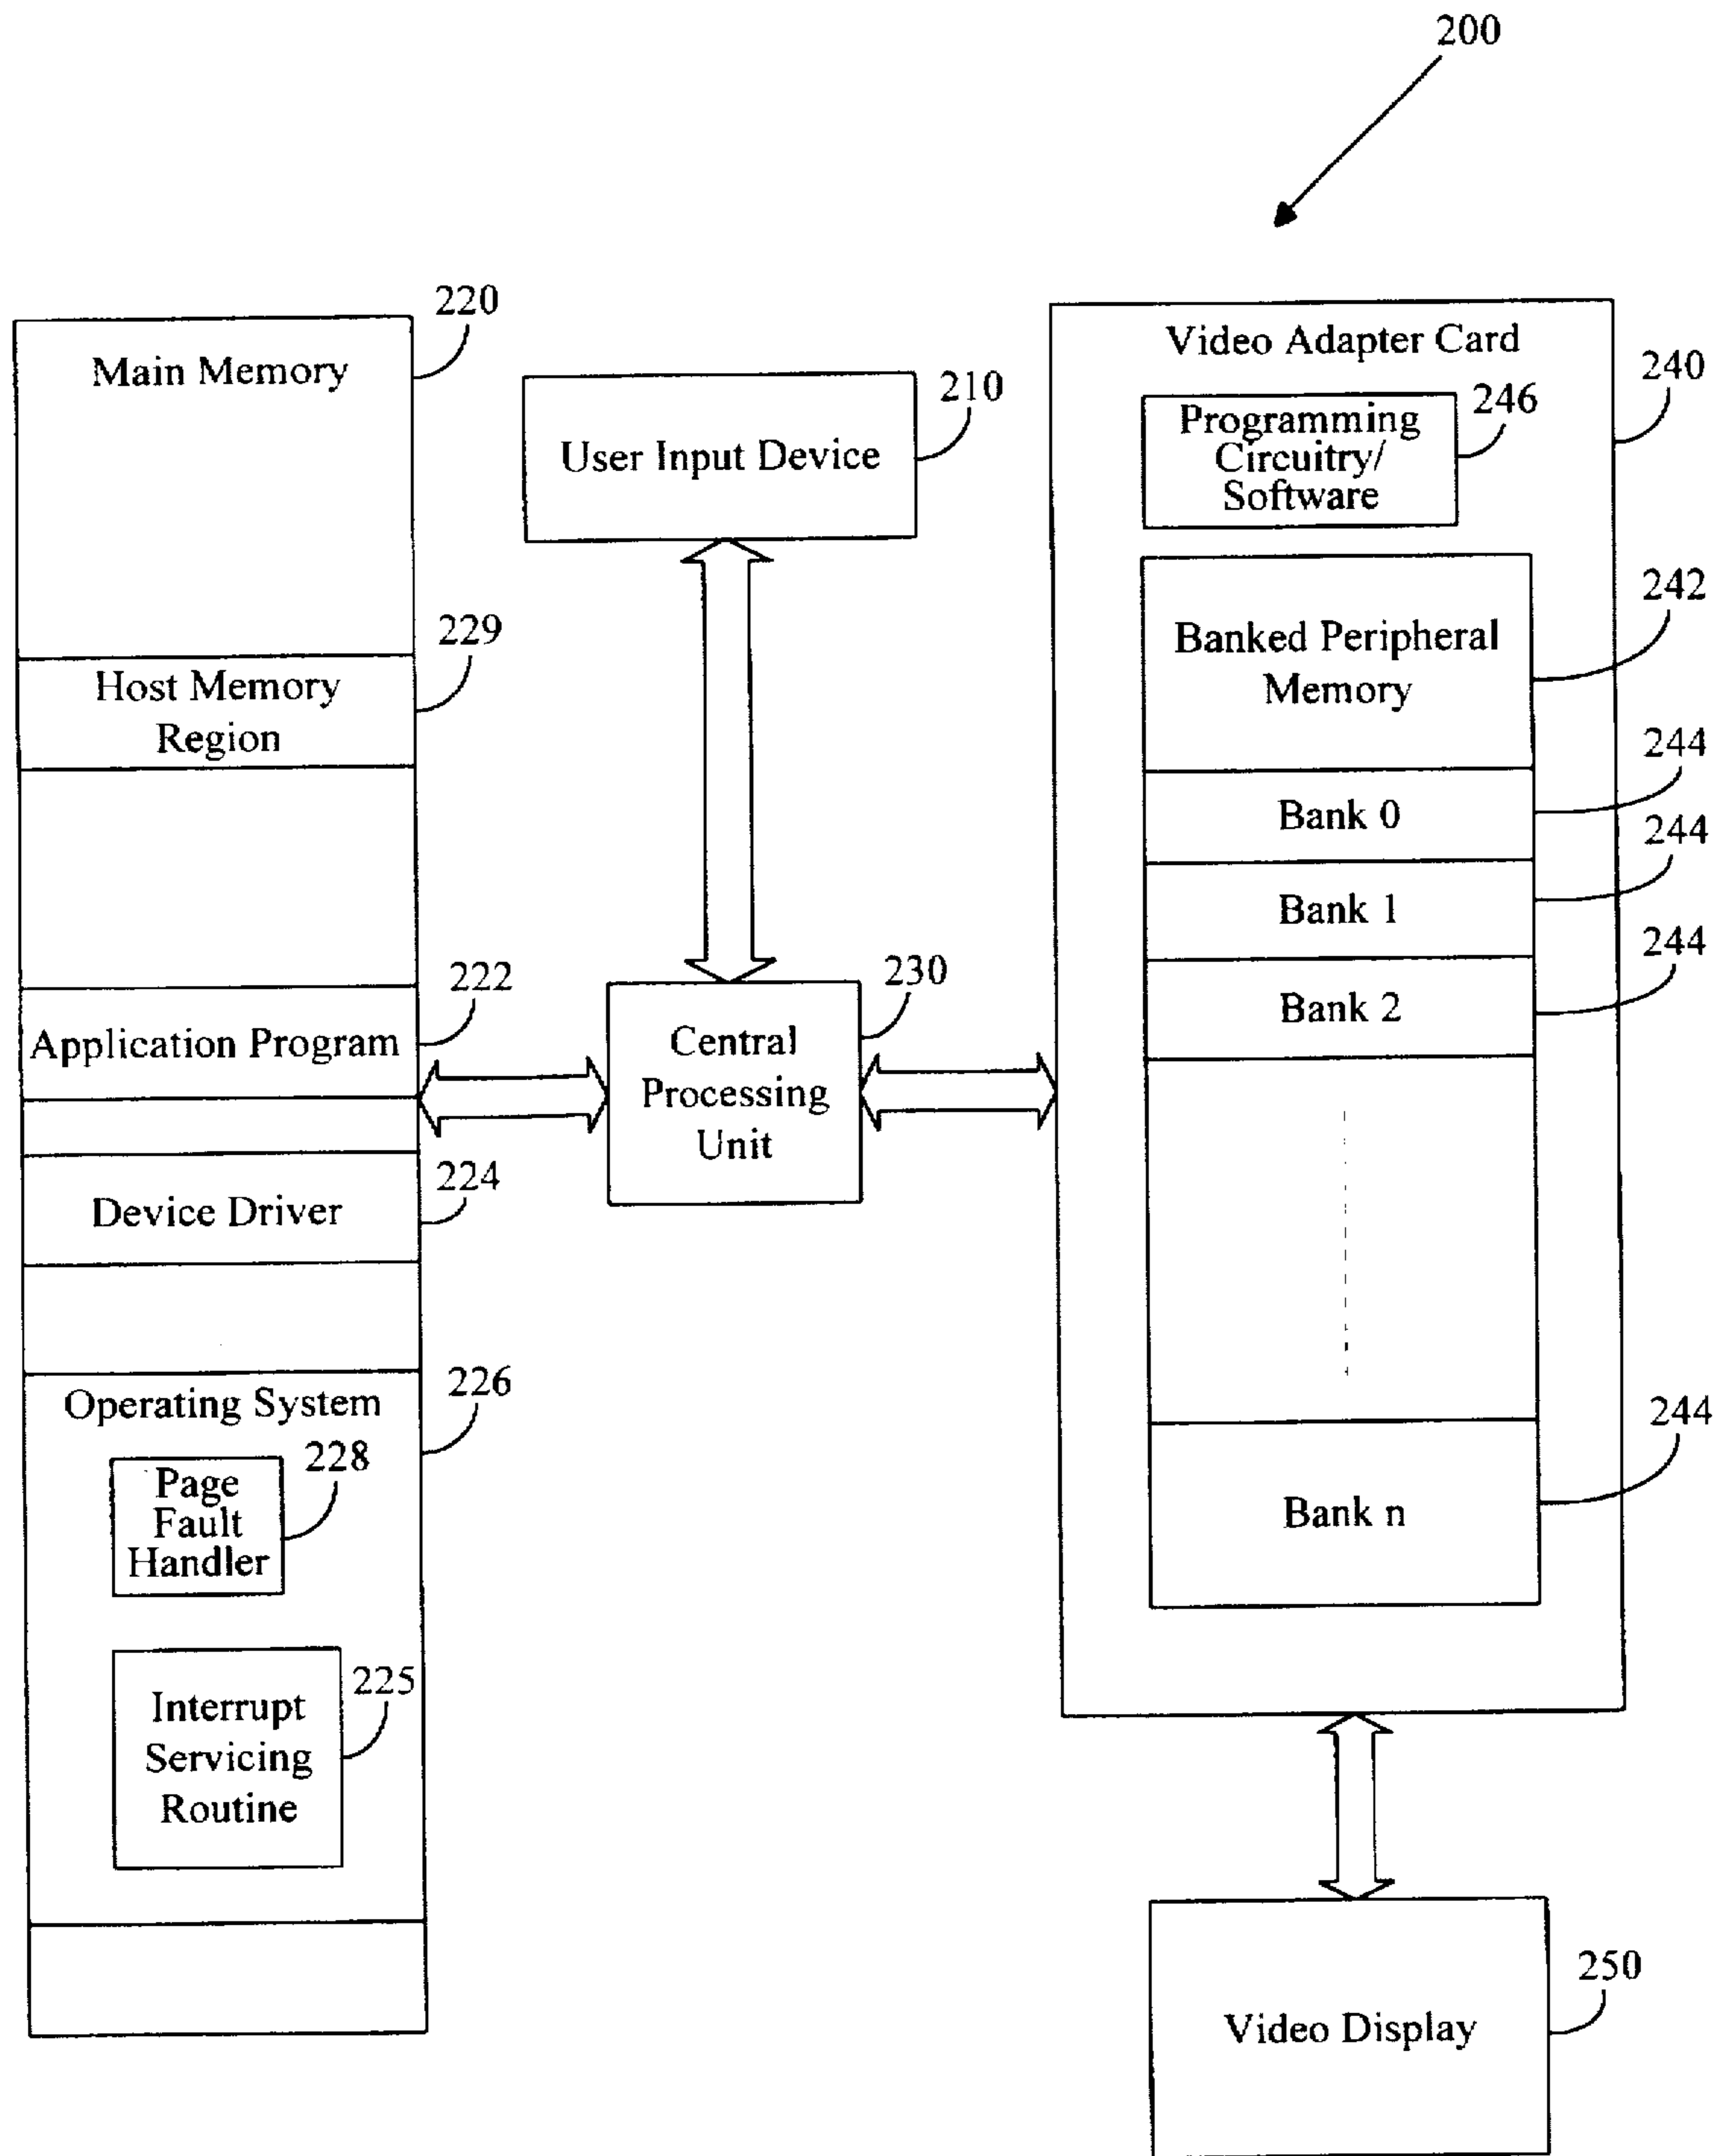 200
220
Main Memory
229
Host Memory
Region
222
Application Program
224
Device Driver
226
Operating System
228
Page
Fault
Handler
225
Interrupt
Servicing
Routine
210
User Input Device
230
Central
Processing
Unit
240
Video Adapter Card
246
Programming
Circuitry/
Software
242
Banked Peripheral
Memory
244
Bank 0
244
Bank 1
244
Bank 2
244
Bank n
250
Video Display